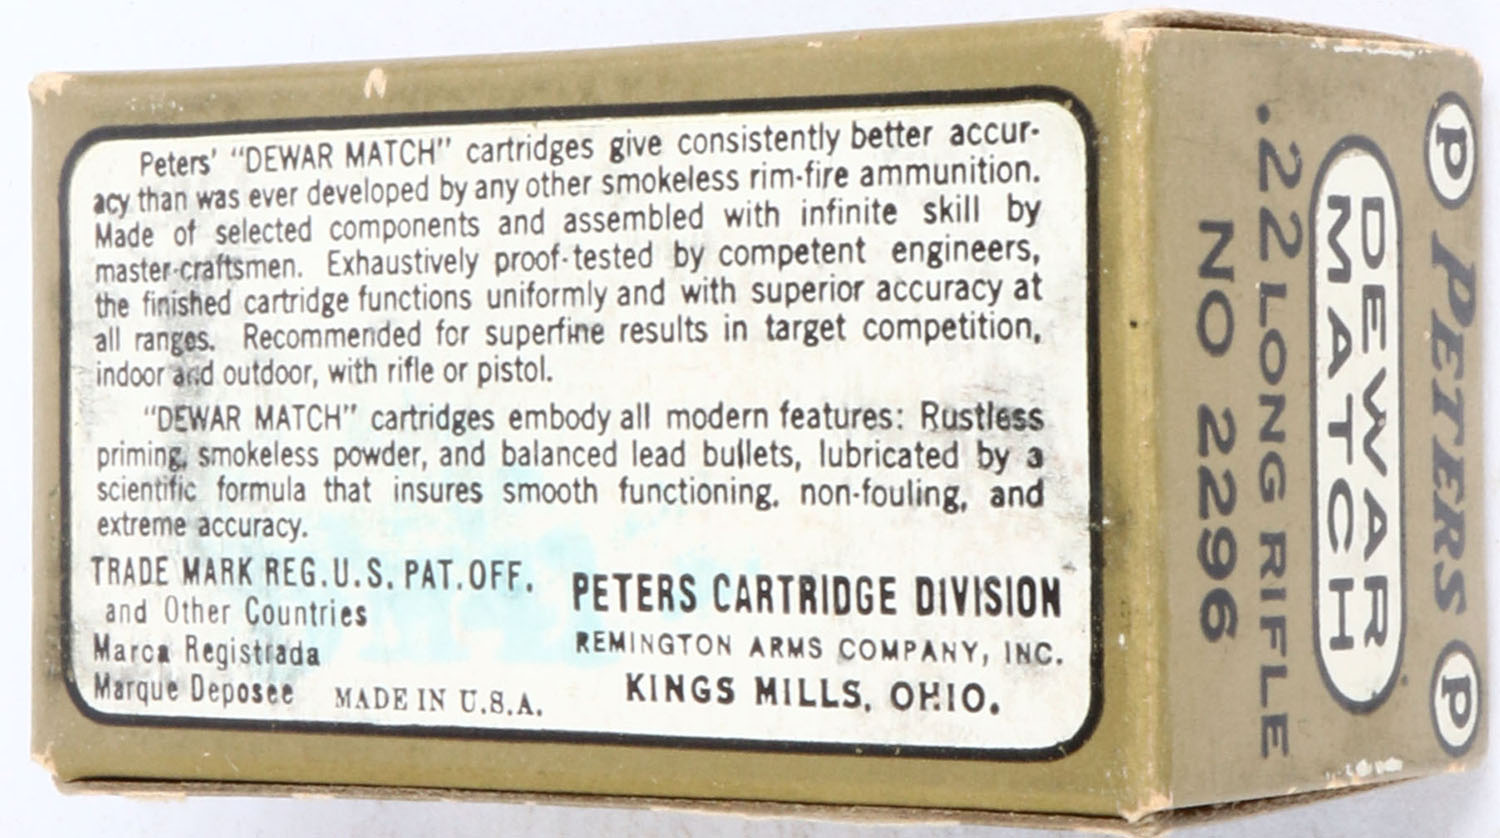 Peters' "DEWAR MATCH" cartridges give consistently better accur-
acy than was ever developed by any other smokeless rim-fire ammunition.
Made of selected components and assembled with infinite skill by
master-craftsmen. Exhaustively proof-tested by competent engineers,
the finished cartridge functions uniformly and with superior accuracy at
all ranges. Recommended for superfine results in target competition,
indoor and outdoor, with rifle or pistol.
"DEWAR MATCH" cartridges embody all modern features: Rustless
priming, smokeless powder, and balanced lead bullets, lubricated by a
scientific formula that insures smooth functioning, non-fouling, and
extreme accuracy.
TRADE MARK REG. U.S. PAT. OFF.
and Other Countries
Marca Registrada
Marque Deposee
MADE IN U.S.A.
PETERS CARTRIDGE DIVISION
REMINGTON ARMS COMPANY, INC.
KINGS MILLS, OHIO.
P PETERS P
DEWAR
MATCH
.22 LONG RIFLE
NO 2296